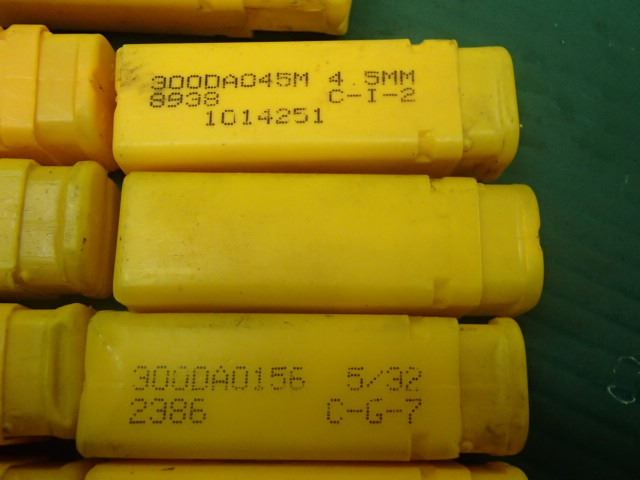 300DA045M 4.5MM
8938 C-I-2
1014251
300DA0156 5/32
2386 C-G-7